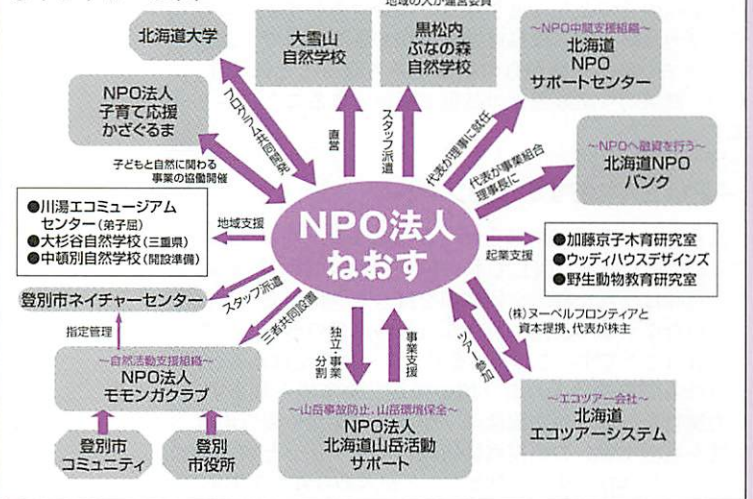 地域の人が運営委員
北海道大学
大雪山
自然学校
黒松内
ぶなの森
自然学校
～NPO中間支援組織～
北海道
NPO
サポートセンター
NPO法人
子育て応援
かざぐるま
プログラム共同開発
直営
スタッフ派遣
代表が理事に就任
代表が事業組合
理事長に
～NPOへ融資を行う～
北海道NPO
バンク
子どもと自然に関わる
事業の協働開催
●川湯エコミュージアム
センター(弟子屈)
●大杉谷自然学校(三重県)
●中頓別自然学校(開設準備)
地域支援
NPO法人
ねおす
起業支援
●加藤京子木育研究室
●ウッディハウスデザインズ
●野生動物教育研究室
登別市ネイチャーセンター
スタッフ派遣
三者共同設置
指定管理
独立・事業
分割
事業支援
ツアー参加
(株)ヌーベルフロンティアと
資本提携、代表が株主
～自然活動支援組織～
NPO法人
モモンガクラブ
登別市
コミュニティ
登別
市役所
～山岳事故防止、山岳環境保全～
NPO法人
北海道山岳活動
サポート
～エコツアー会社～
北海道
エコツアーシステム